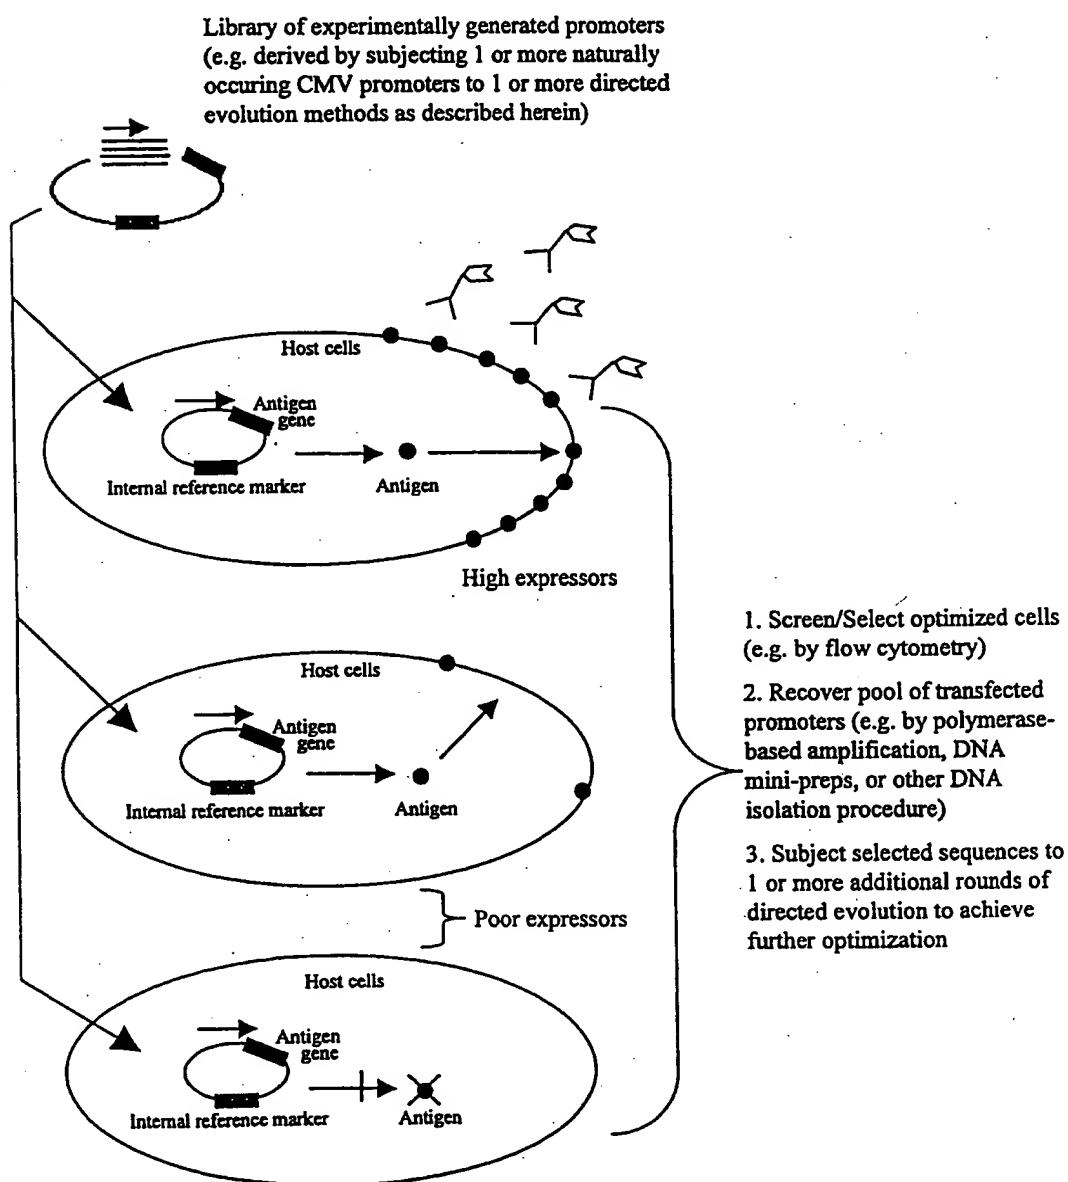 Library of experimentally generated promoters
(e.g. derived by subjecting 1 or more naturally
occuring CMV promoters to 1 or more directed
evolution methods as described herein)
Host cells
Antigen
gene
Internal reference marker
Antigen
High expressors
Host cells
Antigen
gene
Internal reference marker
Antigen
Poor expressors
Host cells
Antigen
gene
Internal reference marker
Antigen
1. Screen/Select optimized cells
(e.g. by flow cytometry)
2. Recover pool of transfected
promoters (e.g. by polymerase-
based amplification, DNA
mini-preps, or other DNA
isolation procedure)
3. Subject selected sequences to
1 or more additional rounds of
directed evolution to achieve
further optimization